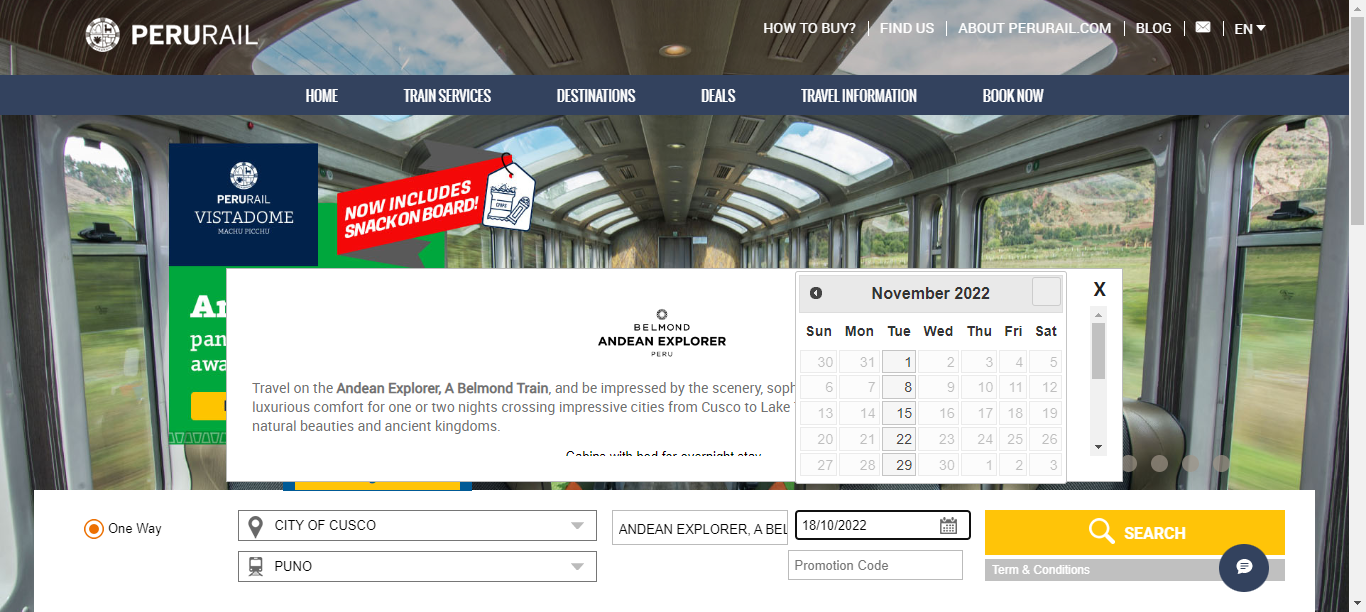 PERURAIL
HOW TO BUY?
FIND US
ABOUT PERURAIL.COM
BLOG
EN
HOME
TRAIN SERVICES
DESTINATIONS
DEALS
TRAVEL INFORMATION
BOOK NOW
PERURAIL
VISTADOME
MACHU PICCHU
NOW INCLUDES
SNACK ON BOARD!
pan
awa
BELMOND
ANDEAN EXPLORER
PERU
Travel on the Andean Explorer, A Belmond Train, and be impressed by the scenery, soph
luxurious comfort for one or two nights crossing impressive cities from Cusco to Lake
natural beauties and ancient kingdoms.
Cabins with bed for overnight stay
X
November 2022
Sun Mon Tue Wed Thu Fri Sat
30 31 1 2 3 4 5
6 7 8 9 10 11 12
13 14 15 16 17 18 19
20 21 22 23 24 25 26
27 28 29 30 1 2 3
One Way
CITY OF CUSCO
PUNO
ANDEAN EXPLORER, A BEL
18/10/2022
Promotion Code
SEARCH
Term & Conditions